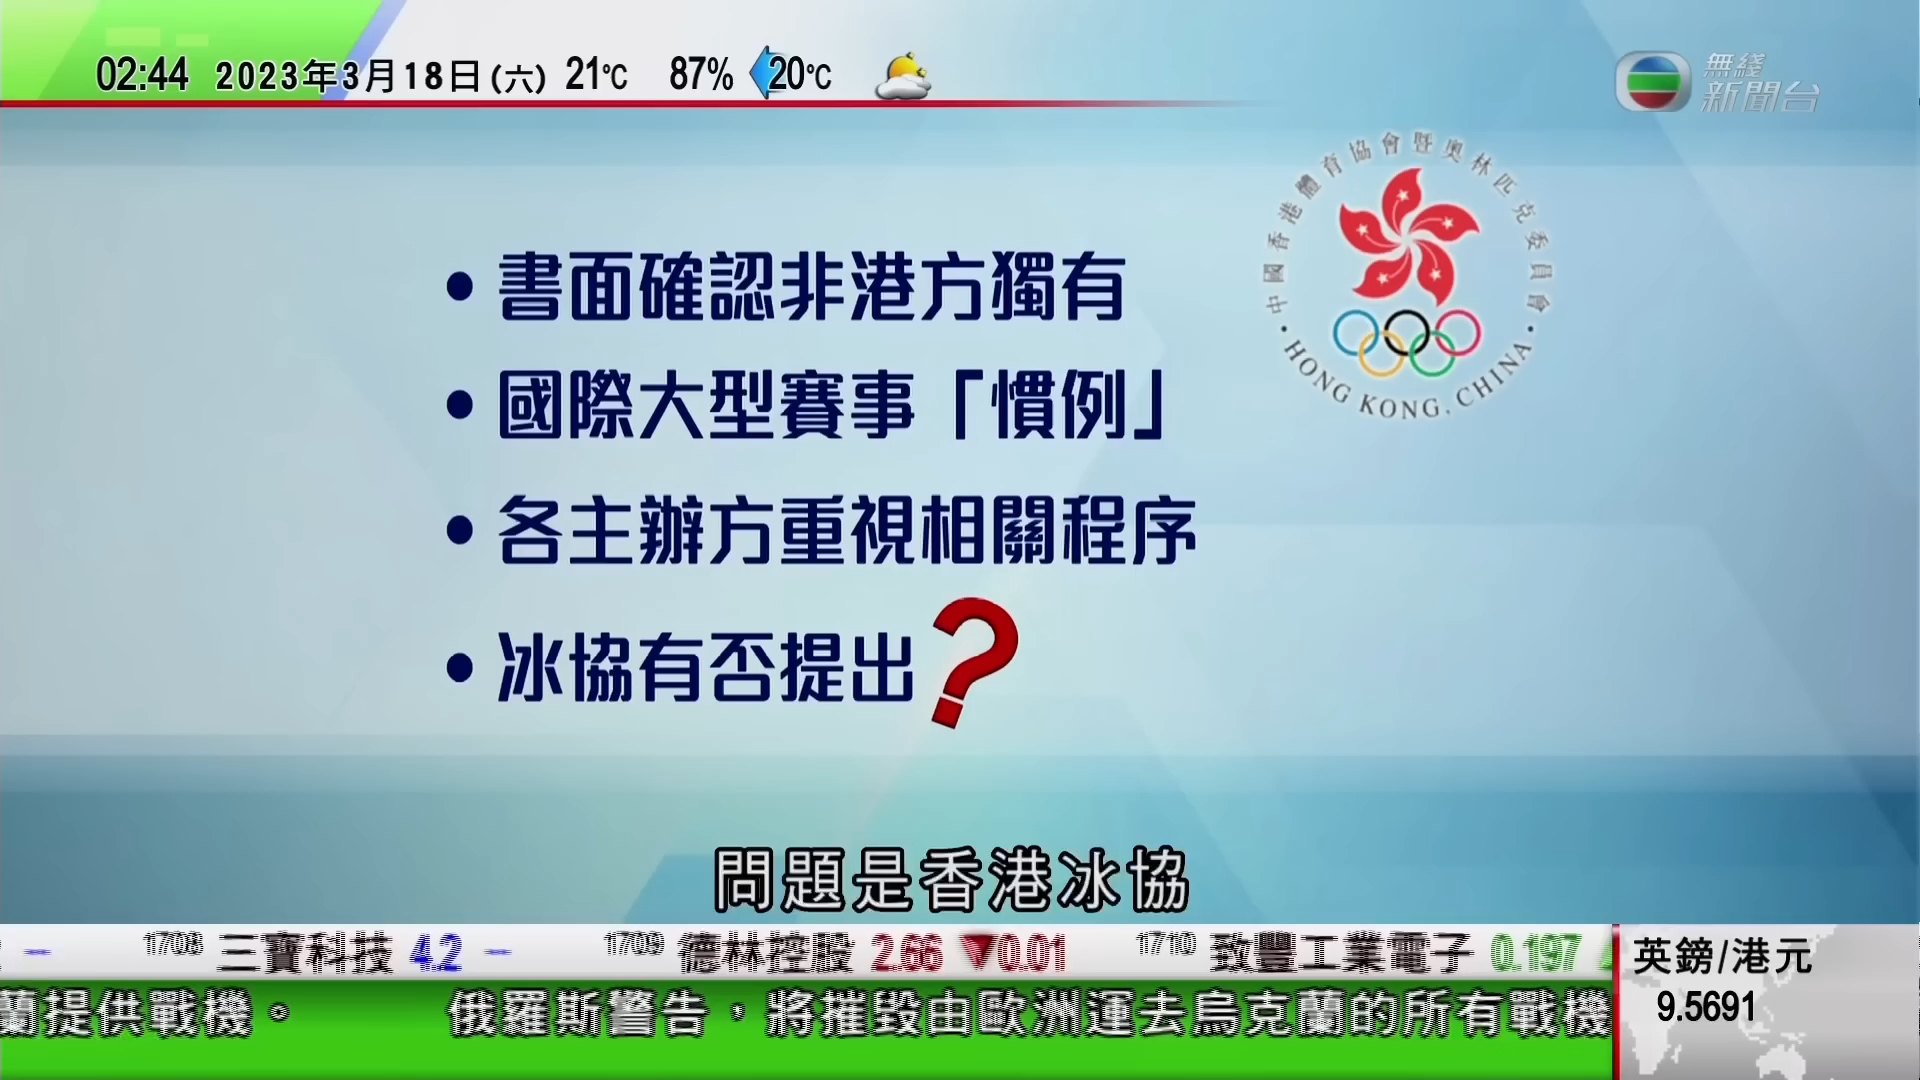 02:44 2023年3月18日(六) 21℃ 87% 20℃
無綫
新聞台
中國香港體育協會暨奧林匹克委員會
HONG KONG, CHINA
• 書面確認非港方獨有
• 國際大型賽事「慣例」
• 各主辦方重視相關程序
• 冰協有否提出?
問題是香港冰協
-- 1708 三寶科技 4.2 -- 1709 德林控股 2.66 ▼0.01 1710 致豐工業電子 0.197
英鎊/港元
9.5691
蘭提供戰機。 俄羅斯警告，將摧毀由歐洲運去烏克蘭的所有戰機